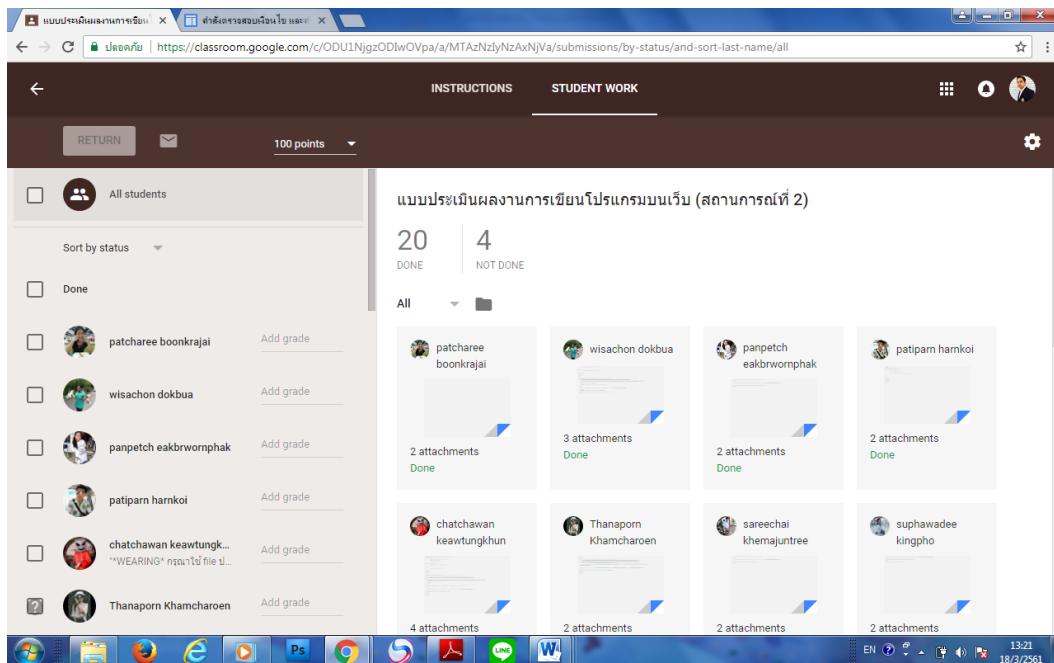 แบบประเมินผลงานการเขียนโ
คำสั่งตรวจสอบเงื่อนไข และค
ปลอดภัย https://classroom.google.com/c/ODU1NjgzODIwOVpa/a/MTAzNzIyNzAxNjVa/submissions/by-status/and-sort-last-name/all
INSTRUCTIONS STUDENT WORK
RETURN 100 points
All students
แบบประเมินผลงานการเขียนโปรแกรมบนเว็บ (สถานการณ์ที่ 2)
20 4
DONE NOT DONE
Sort by status
Done
All
patcharee boonkrajai Add grade
wisachon dokbua Add grade
panpetch eakbrwornphak Add grade
patiparn harnkoi Add grade
chatchawan keawtungk... Add grade
"*WEARING* กรุณาใช้ file ป...
Thanaporn Khamcharoen Add grade
patcharee boonkrajai
2 attachments
Done
wisachon dokbua
3 attachments
Done
panpetch eakbrwornphak
2 attachments
Done
patiparn harnkoi
2 attachments
Done
chatchawan keawtungkhun
4 attachments
Thanaporn Khamcharoen
2 attachments
sareechai khemajuntree
2 attachments
suphawadee kingpho
2 attachments
Ps
LINE
W
EN
13:21
18/3/2561